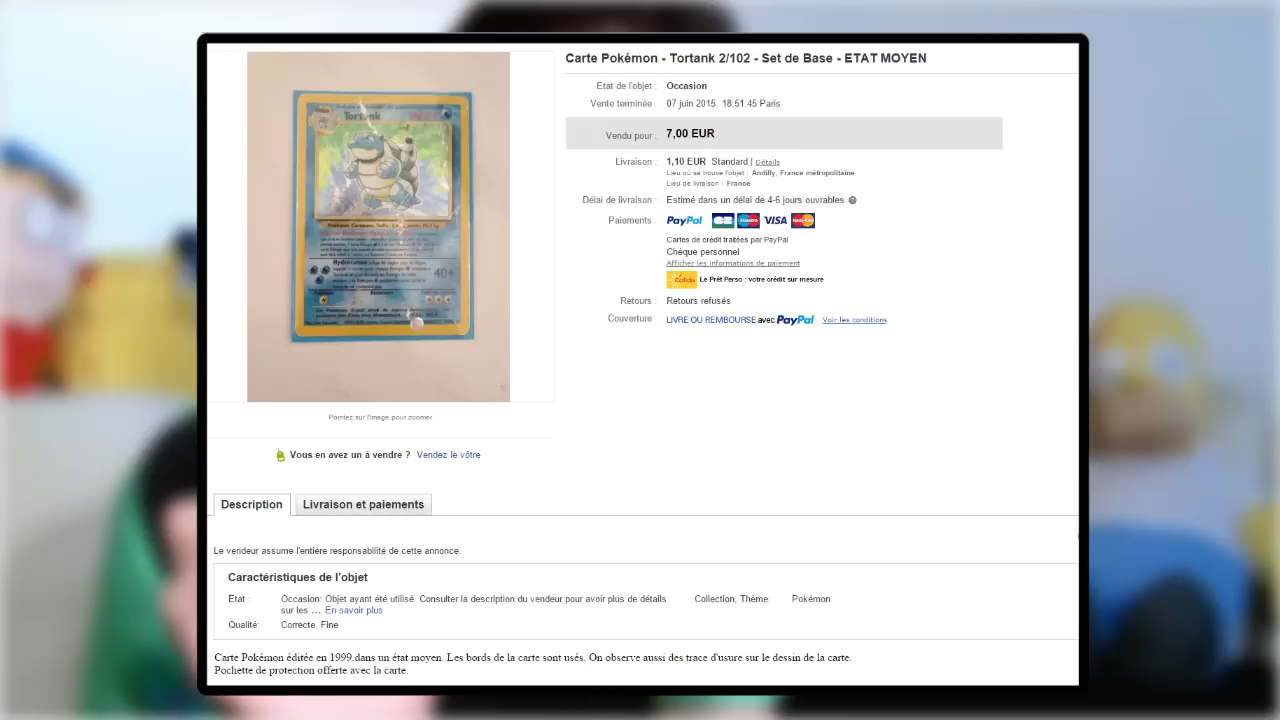 Carte Pokémon - Tortank 2/102 - Set de Base - ETAT MOYEN
Etat de l'objet : Occasion
Vente terminée : 07 juin 2015 18:51:45 Paris
Vendu pour : 7,00 EUR
Livraison : 1,10 EUR Standard | Détails
Lieu où se trouve l'objet : Andilly, France métropolitaine
Lieu de livraison : France
Délai de livraison : Estimé dans un délai de 4-6 jours ouvrables
Paiements : PayPal CB Maestro VISA MasterCard
Cartes de crédit traitées par PayPal
Chèque personnel
Afficher les informations de paiement
Cofidis Le Prêt Perso : votre crédit sur mesure
Retours : Retours refusés
Couverture : LIVRE OU REMBOURSE avec PayPal Voir les conditions
Tortank
Hydrocanon
40+
Pointez sur l'image pour zoomer
Vous en avez un à vendre ? Vendez le vôtre
Description Livraison et paiements
Le vendeur assume l'entière responsabilité de cette annonce.
Caractéristiques de l'objet
Etat : Occasion: Objet ayant été utilisé. Consulter la description du vendeur pour avoir plus de détails Collection, Thème: Pokémon
sur les ... En savoir plus
Qualité: Correcte, Fine
Carte Pokémon éditée en 1999,dans un état moyen. Les bords de la carte sont usés. On observe aussi des trace d'usure sur le dessin de la carte.
Pochette de protection offerte avec la carte.